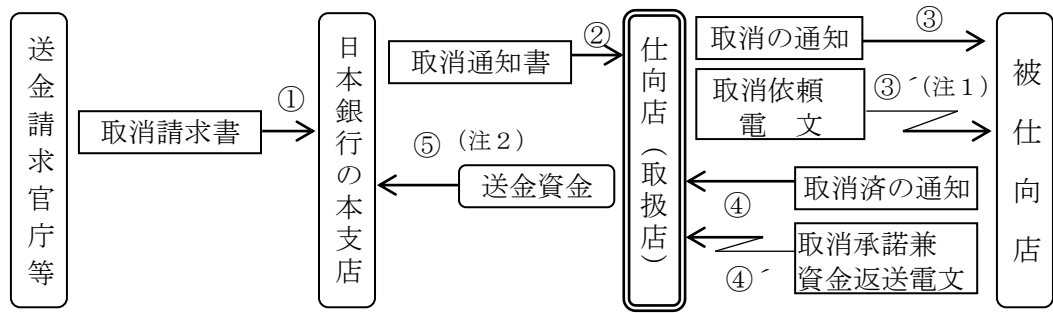 送金請求官庁等
取消請求書
①
日本銀行の本支店
取消通知書
②
⑤（注２）
送金資金
仕向店（取扱店）
取消の通知
③
取消依頼
電　文
③´（注１）
取消済の通知
④
取消承諾兼
資金返送電文
④´
被仕向店